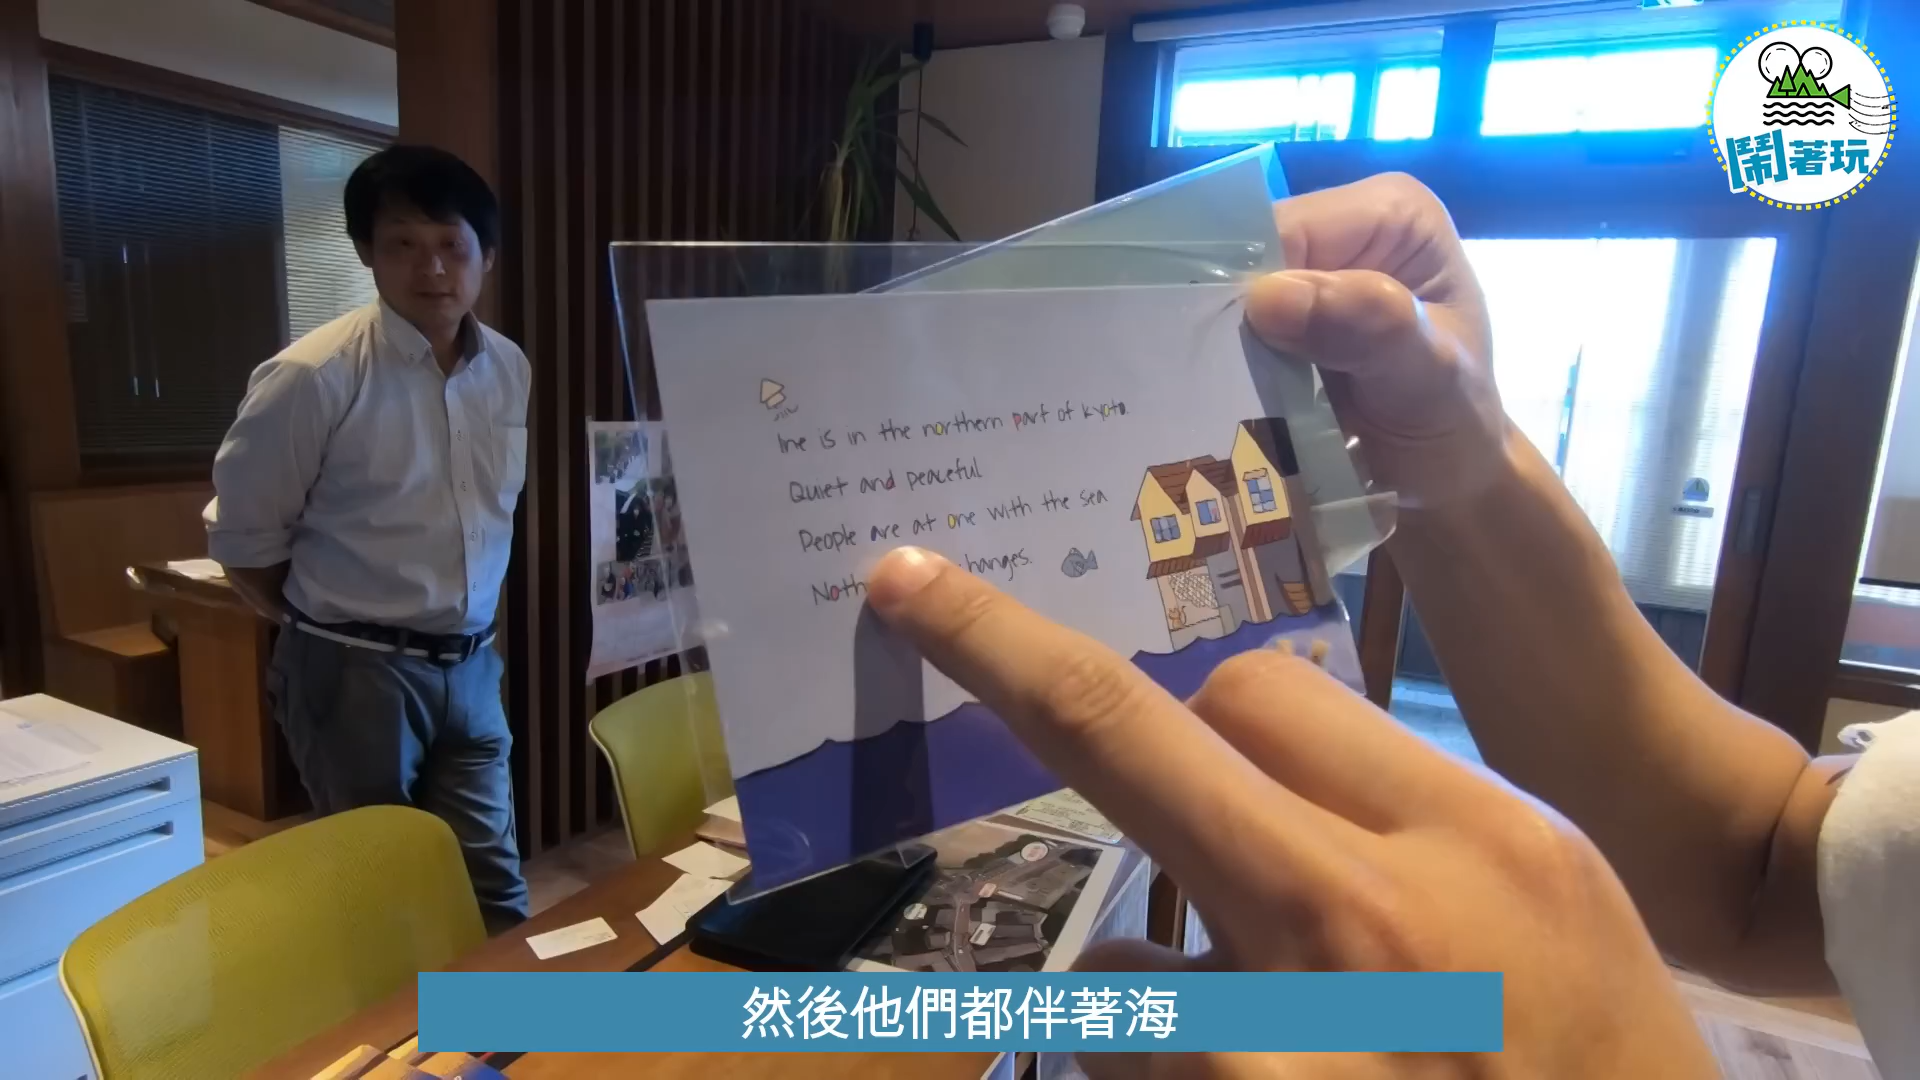 鬧著玩
Ine is in the northern part of kyoto.
Quiet and peaceful
People are at one with the sea
Noth hanges.
然後他們都伴著海